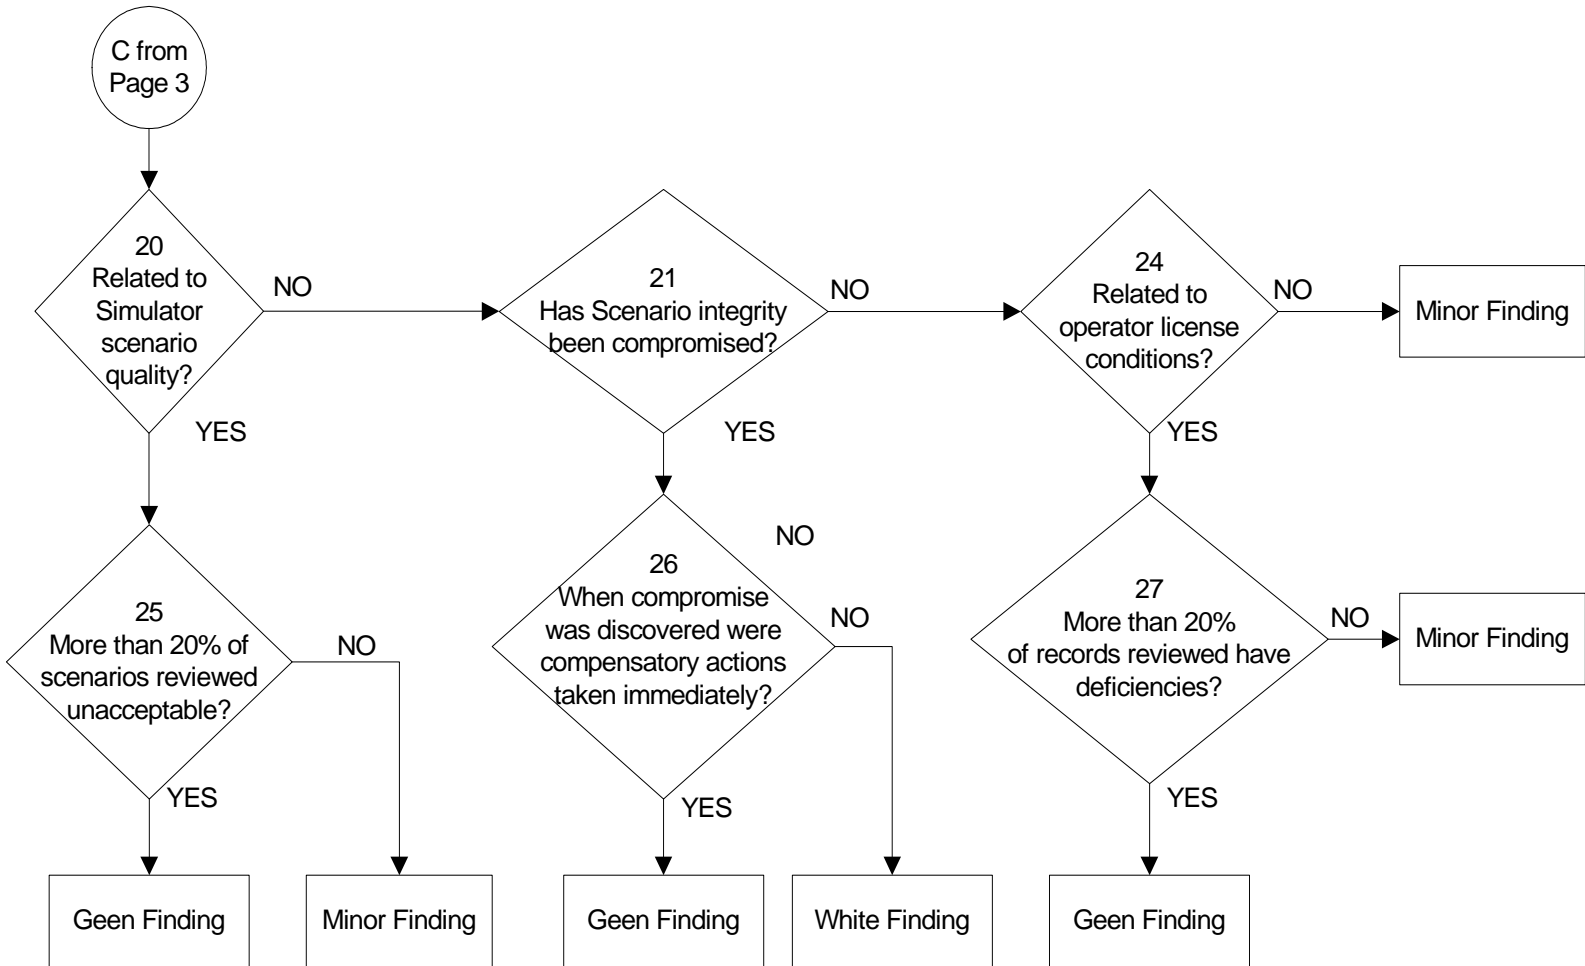 C from
Page 3
20
Related to
Simulator
scenario
quality?
NO
YES
21
Has Scenario integrity
been compromised?
NO
YES
24
Related to
operator license
conditions?
NO
YES
Minor Finding
25
More than 20% of
scenarios reviewed
unacceptable?
NO
YES
NO
26
When compromise
was discovered were
compensatory actions
taken immediately?
NO
YES
27
More than 20%
of records reviewed have
deficiencies?
NO
YES
Minor Finding
Geen Finding
Minor Finding
Geen Finding
White Finding
Geen Finding